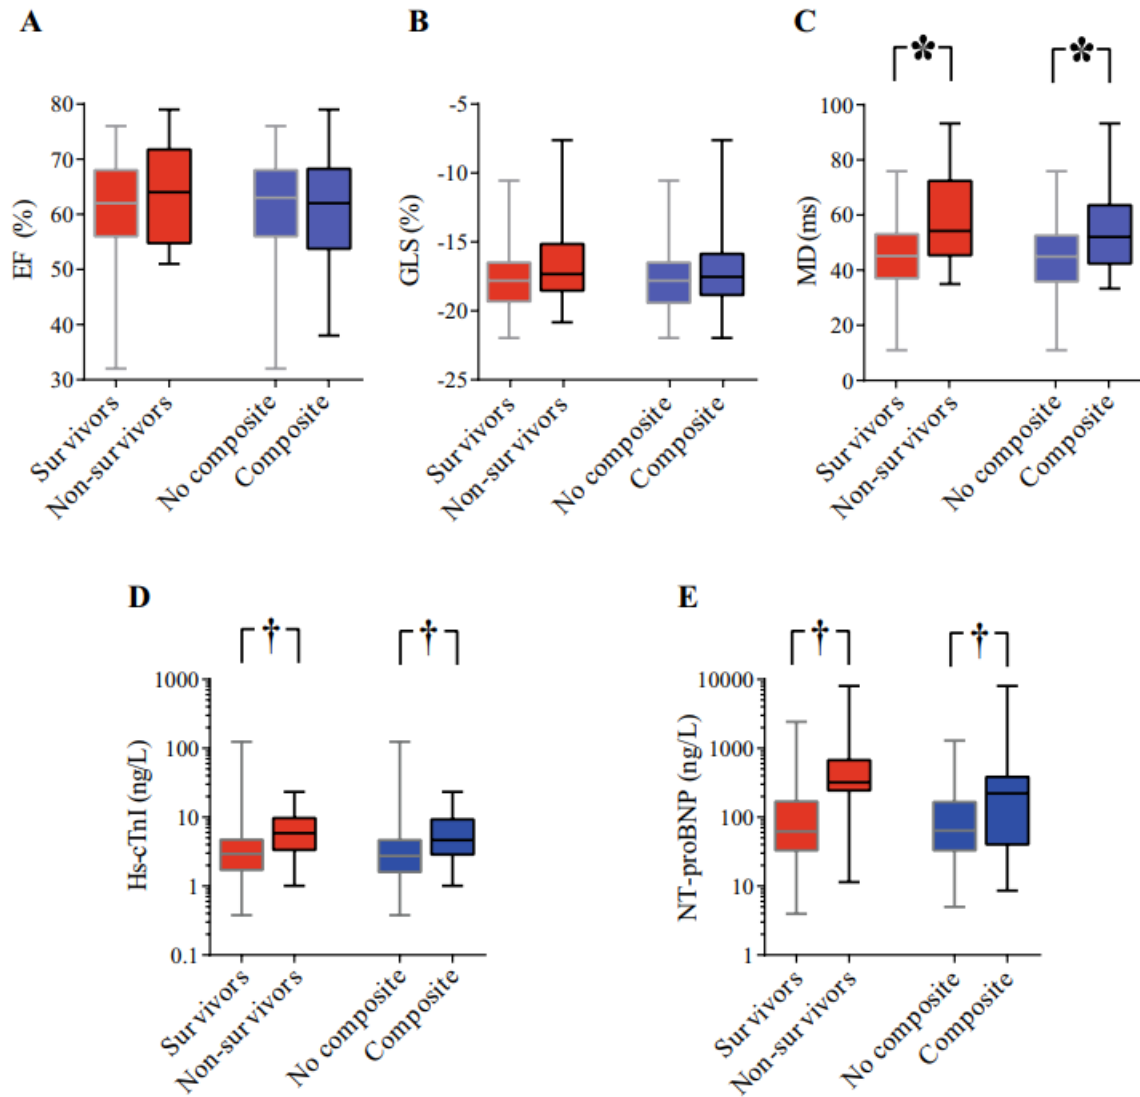 A
B
C
*
*
EF (%)
80
70
60
50
40
30
Survivors
Non-survivors
No composite
Composite
GLS (%)
-5
-10
-15
-20
-25
Survivors
Non-survivors
No composite
Composite
MD (ms)
100
80
60
40
20
0
Survivors
Non-survivors
No composite
Composite
D
E
†
†
†
†
Hs-cTnI (ng/L)
1000
100
10
1
0.1
Survivors
Non-survivors
No composite
Composite
NT-proBNP (ng/L)
10000
1000
100
10
1
Survivors
Non-survivors
No composite
Composite